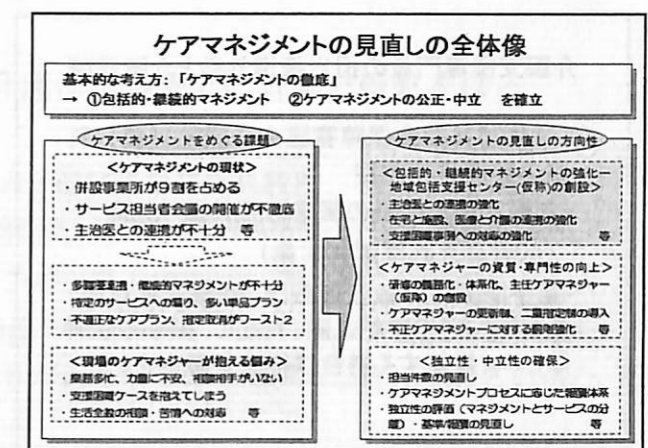 ケアマネジメントの見直しの全体像
基本的な考え方:「ケアマネジメントの徹底」
→ ①包括的・継続的マネジメント ②ケアマネジメントの公正・中立 を確立
ケアマネジメントをめぐる課題
<ケアマネジメントの現状>
・併設事業所が9割を占める
・サービス担当者会議の開催が不徹底
・主治医との連携が不十分 等
・多職種連携・継続的マネジメントが不十分
・特定のサービスへの偏り、多い単品プラン
・不適正なケアプラン、指定取消がワースト2
<現場のケアマネジャーが抱える悩み>
・業務多忙、力量に不安、相談相手がいない
・支援困難ケースを抱えてしまう
・生活全般の相談・苦情への対応 等
ケアマネジメントの見直しの方向性
<包括的・継続的マネジメントの強化―
地域包括支援センター(仮称)の創設>
・主治医との連携の強化
・在宅と施設、医療と介護の連携の強化
・支援困難事例への対応の強化 等
<ケアマネジャーの資質・専門性の向上>
・研修の義務化・体系化、主任ケアマネジャー
(仮称)の創設
・ケアマネジャーの更新制、二重指定制の導入
・不正ケアマネジャーに対する罰則強化 等
<独立性・中立性の確保>
・担当件数の見直し
・ケアマネジメントプロセスに応じた報酬体系
・独立性の評価(マネジメントとサービスの分
離)・基準/報酬の見直し 等